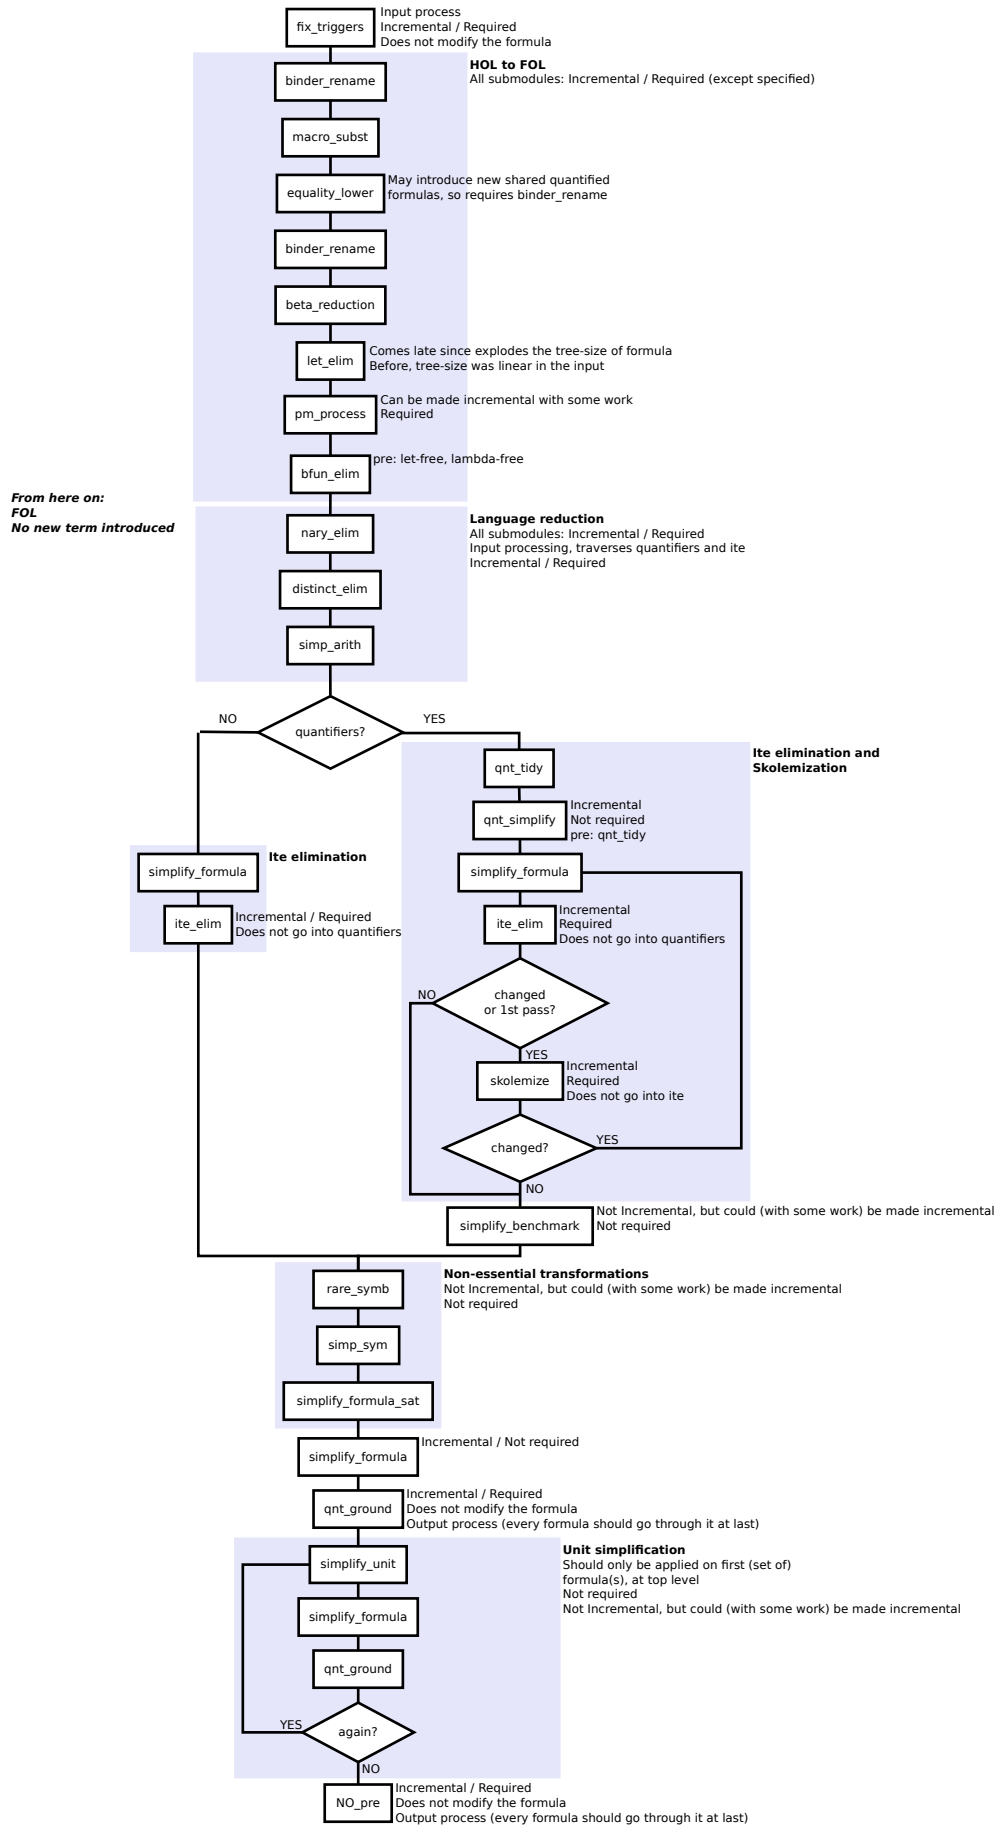 fix_triggers
Input process
Incremental / Required
Does not modify the formula
HOL to FOL
All submodules: Incremental / Required (except specified)
binder_rename
macro_subst
equality_lower
May introduce new shared quantified
formulas, so requires binder_rename
binder_rename
beta_reduction
let_elim
Comes late since explodes the tree-size of formula
Before, tree-size was linear in the input
pm_process
Can be made incremental with some work
Required
bfun_elim
pre: let-free, lambda-free
From here on:
FOL
No new term introduced
Language reduction
All submodules: Incremental / Required
Input processing, traverses quantifiers and ite
Incremental / Required
nary_elim
distinct_elim
simp_arith
quantifiers?
NO
YES
Ite elimination and
Skolemization
qnt_tidy
qnt_simplify
Incremental
Not required
pre: qnt_tidy
Ite elimination
simplify_formula
ite_elim
Incremental / Required
Does not go into quantifiers
simplify_formula
ite_elim
Incremental
Required
Does not go into quantifiers
changed
or 1st pass?
NO
YES
skolemize
Incremental
Required
Does not go into ite
changed?
YES
NO
simplify_benchmark
Not Incremental, but could (with some work) be made incremental
Not required
Non-essential transformations
Not Incremental, but could (with some work) be made incremental
Not required
rare_symb
simp_sym
simplify_formula_sat
simplify_formula
Incremental / Not required
qnt_ground
Incremental / Required
Does not modify the formula
Output process (every formula should go through it at last)
Unit simplification
Should only be applied on first (set of)
formula(s), at top level
Not required
Not Incremental, but could (with some work) be made incremental
simplify_unit
simplify_formula
qnt_ground
again?
YES
NO
NO_pre
Incremental / Required
Does not modify the formula
Output process (every formula should go through it at last)